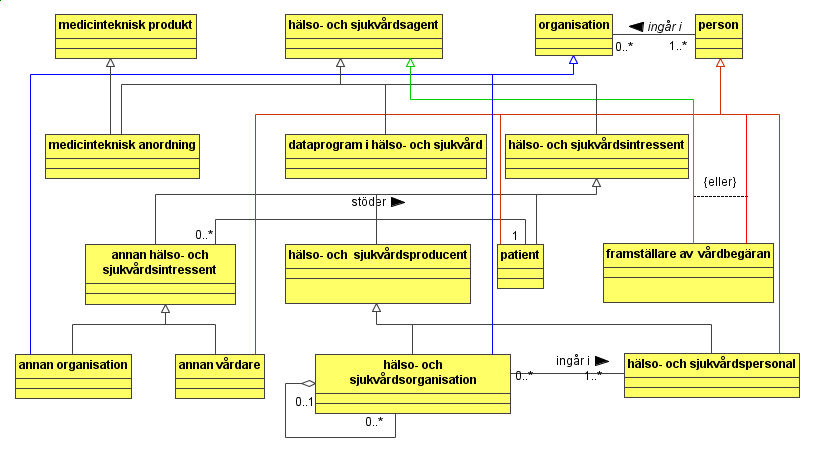 medicinteknisk produkt
hälso- och sjukvårdsagent
organisation
ingår i
person
0..*
1..*
medicinteknisk anordning
dataprogram i hälso- och sjukvård
hälso- och sjukvårdsintressent
{eller}
stöder
0..*
1
annan hälso- och
sjukvårdsintressent
hälso- och sjukvårdsproducent
patient
framställare av vårdbegäran
annan organisation
annan vårdare
hälso- och
sjukvårdsorganisation
ingår i
hälso- och sjukvårdspersonal
0..*
1..*
0..1
0..*